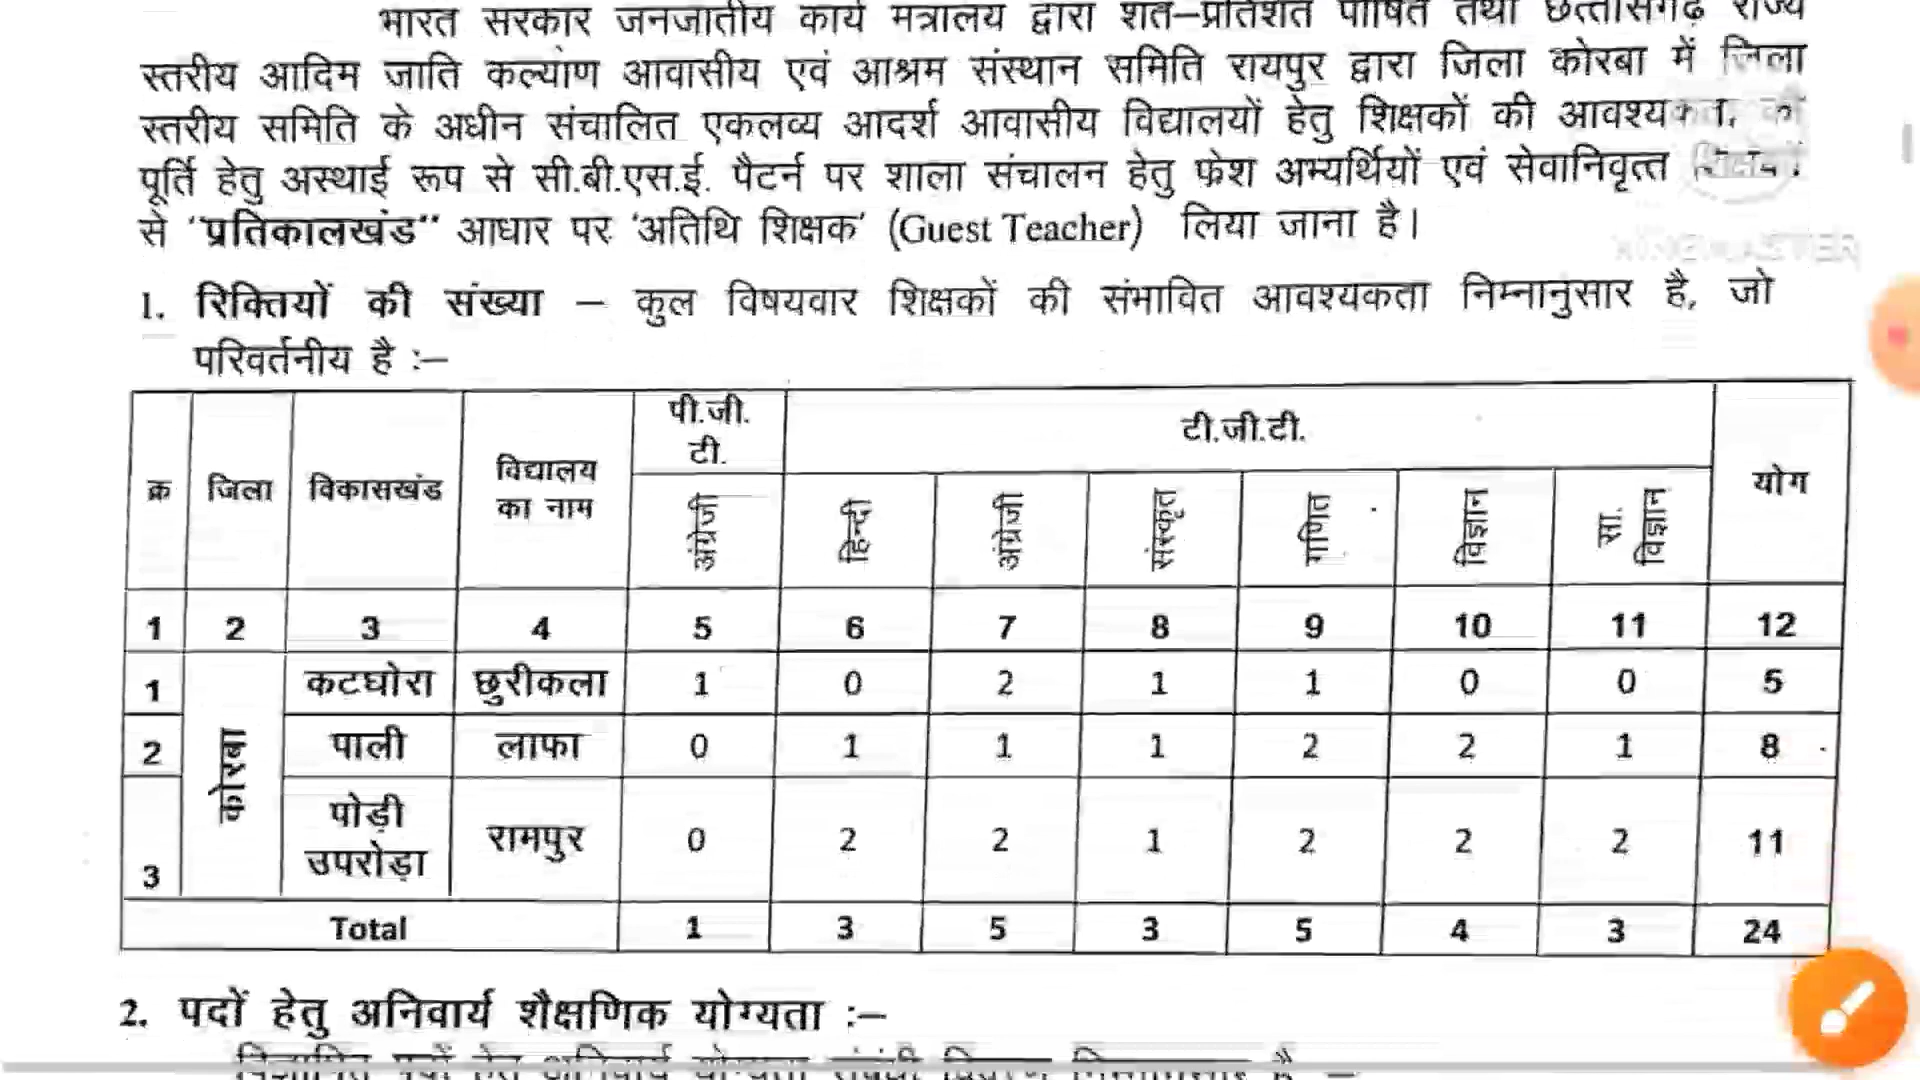 भारत सरकार जनजातीय कार्य मंत्रालय द्वारा शत–प्रतिशत पोषित तथा छत्तीसगढ़ राज्य
स्तरीय आदिम जाति कल्याण आवासीय एवं आश्रम संस्थान समिति रायपुर द्वारा जिला कोरबा में जिला
स्तरीय समिति के अधीन संचालित एकलव्य आदर्श आवासीय विद्यालयों हेतु शिक्षकों की
पूर्ति हेतु अस्थाई रूप से सी.बी.एस.ई. पैटर्न पर शाला संचालन हेतु फ्रेश अभ्यर्थियों एवं सेवानिवृत्त
से "प्रतिकालखंड" आधार पर 'अतिथि शिक्षक' (Guest Teacher) लिया जाना है।
1. रिक्तियों की संख्या – कुल विषयवार शिक्षकों की संभावित आवश्यकता निम्नानुसार है, जो
परिवर्तनीय है :–
क्र जिला विकासखंड विद्यालय का नाम पी.जी. टी. टी.जी.टी. योग
अंग्रेजी हिन्दी अंग्रेजी संस्कृत गणित विज्ञान सा. विज्ञान
1 2 3 4 5 6 7 8 9 10 11 12
1 कोरबा कटघोरा छुरीकला 1 0 2 1 1 0 0 5
2 पाली लाफा 0 1 1 1 2 2 1 8
3 पोड़ी उपरोड़ा रामपुर 0 2 2 1 2 2 2 11
Total 1 3 5 3 5 4 3 24
2. पदों हेतु अनिवार्य शैक्षणिक योग्यता :–